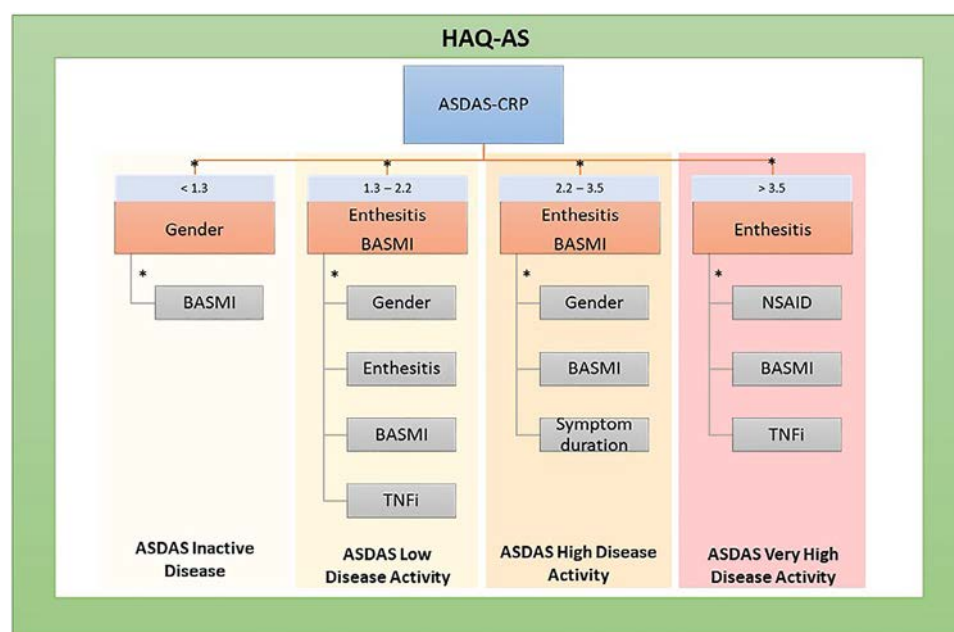 HAQ-AS
ASDAS-CRP
*
*
*
*
< 1.3
1.3 – 2.2
2.2 – 3.5
> 3.5
Gender
Enthesitis
BASMI
Enthesitis
BASMI
Enthesitis
*
*
*
*
BASMI
Gender
Gender
NSAID
Enthesitis
BASMI
BASMI
BASMI
Symptom
duration
TNFi
TNFi
ASDAS Inactive
Disease
ASDAS Low
Disease Activity
ASDAS High Disease
Activity
ASDAS Very High
Disease Activity